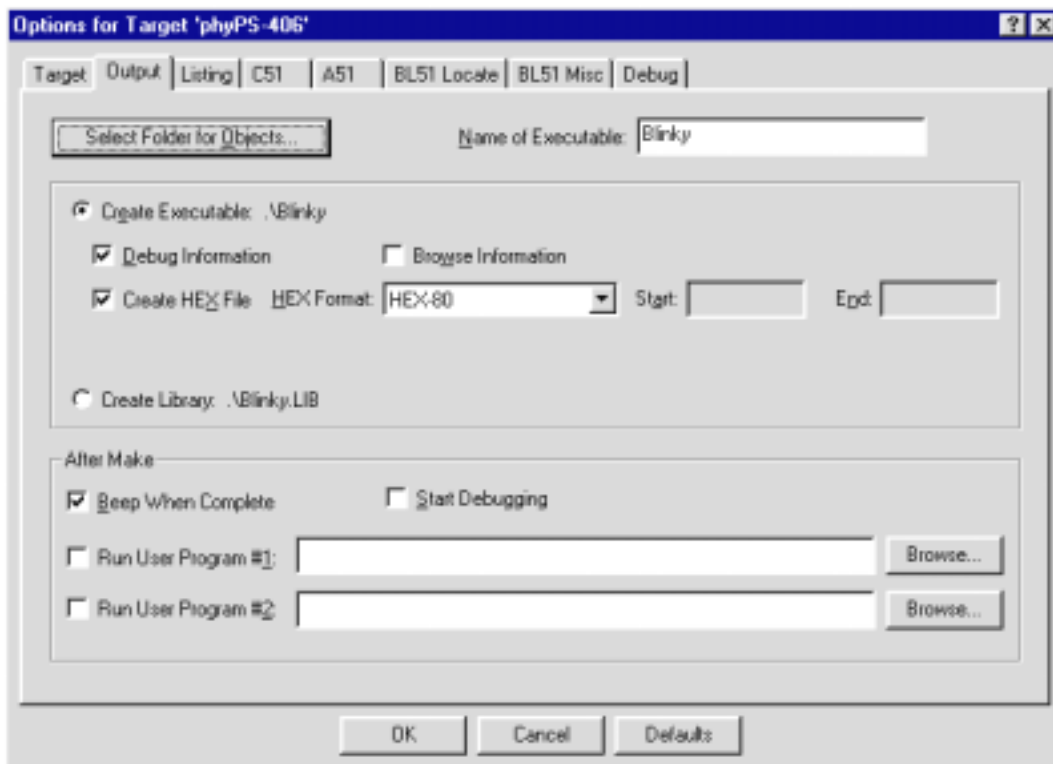 Options for Target 'phyPS-406'
Target Output Listing C51 A51 BL51 Locate BL51 Misc Debug
Select Folder for Objects... Name of Executable: Blinky
Create Executable: .\Blinky
Debug Information Browse Information
Create HEX File HEX Format: HEX-80 Start: End:
Create Library: .\Blinky.LIB
After Make
Beep When Complete Start Debugging
Run User Program #1: Browse...
Run User Program #2: Browse...
OK Cancel Defaults